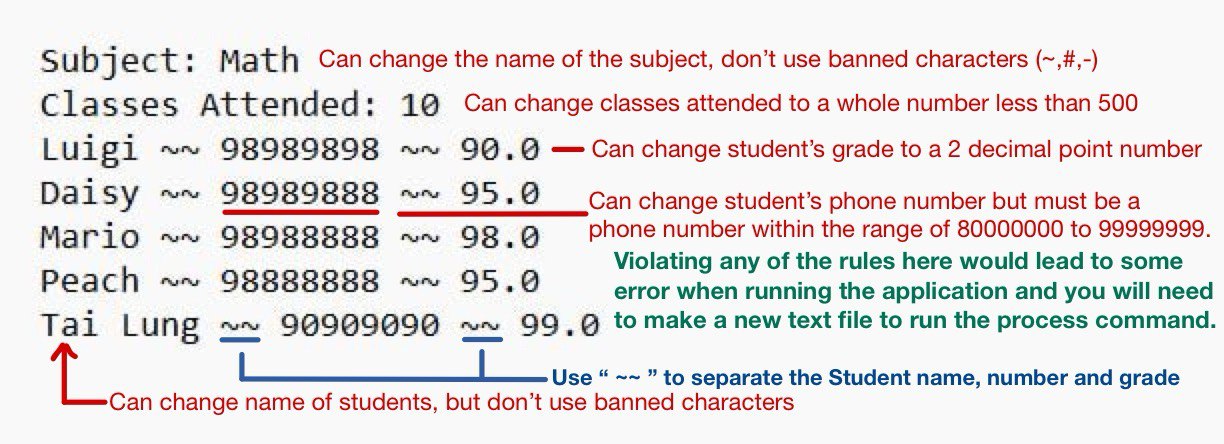 Subject: Math Can change the name of the subject, don’t use banned characters (~,#,-)
Classes Attended: 10 Can change classes attended to a whole number less than 500
Luigi ~~ 98989898 ~~ 90.0 Can change student’s grade to a 2 decimal point number
Daisy ~~ 98989888 ~~ 95.0
Can change student’s phone number but must be a
phone number within the range of 80000000 to 99999999.
Mario ~~ 98988888 ~~ 98.0
Violating any of the rules here would lead to some
error when running the application and you will need
to make a new text file to run the process command.
Peach ~~ 98888888 ~~ 95.0
Tai Lung ~~ 90909090 ~~ 99.0
Use “ ~~ ” to separate the Student name, number and grade
Can change name of students, but don’t use banned characters